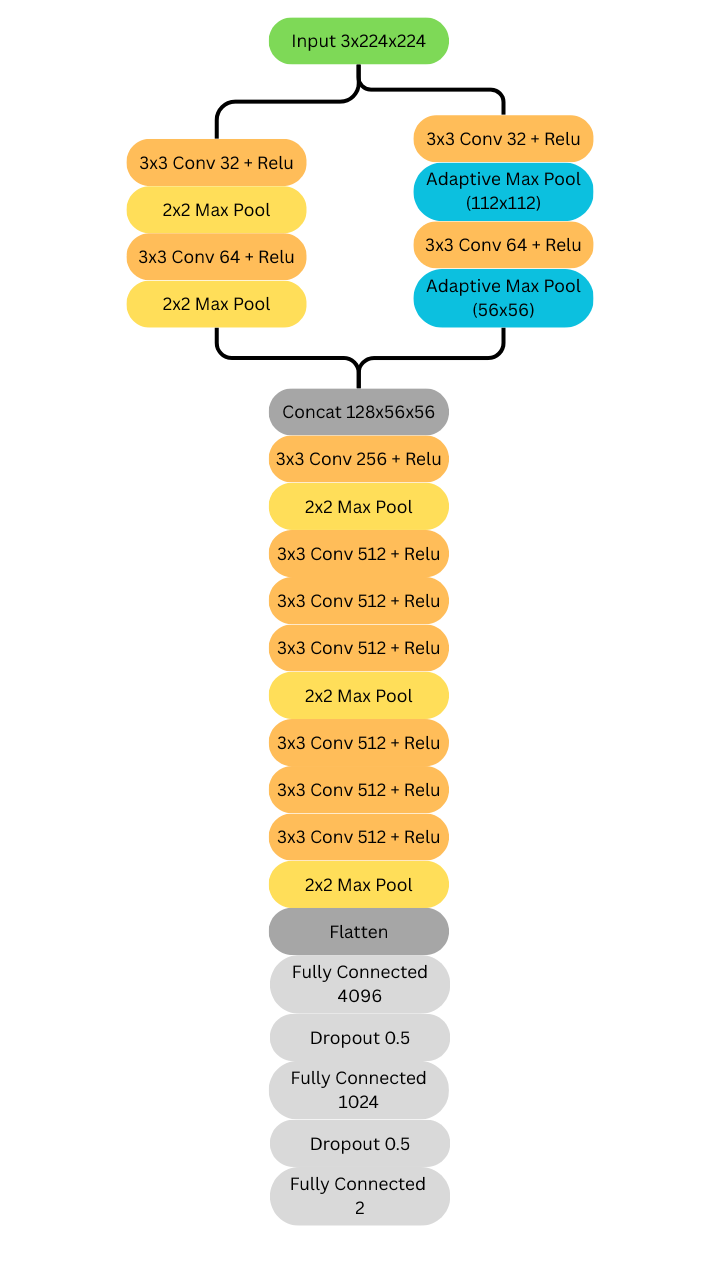 Input 3x224x224
3x3 Conv 32 + Relu
2x2 Max Pool
3x3 Conv 64 + Relu
2x2 Max Pool
3x3 Conv 32 + Relu
Adaptive Max Pool
(112x112)
3x3 Conv 64 + Relu
Adaptive Max Pool
(56x56)
Concat 128x56x56
3x3 Conv 256 + Relu
2x2 Max Pool
3x3 Conv 512 + Relu
3x3 Conv 512 + Relu
3x3 Conv 512 + Relu
2x2 Max Pool
3x3 Conv 512 + Relu
3x3 Conv 512 + Relu
3x3 Conv 512 + Relu
2x2 Max Pool
Flatten
Fully Connected
4096
Dropout 0.5
Fully Connected
1024
Dropout 0.5
Fully Connected
2